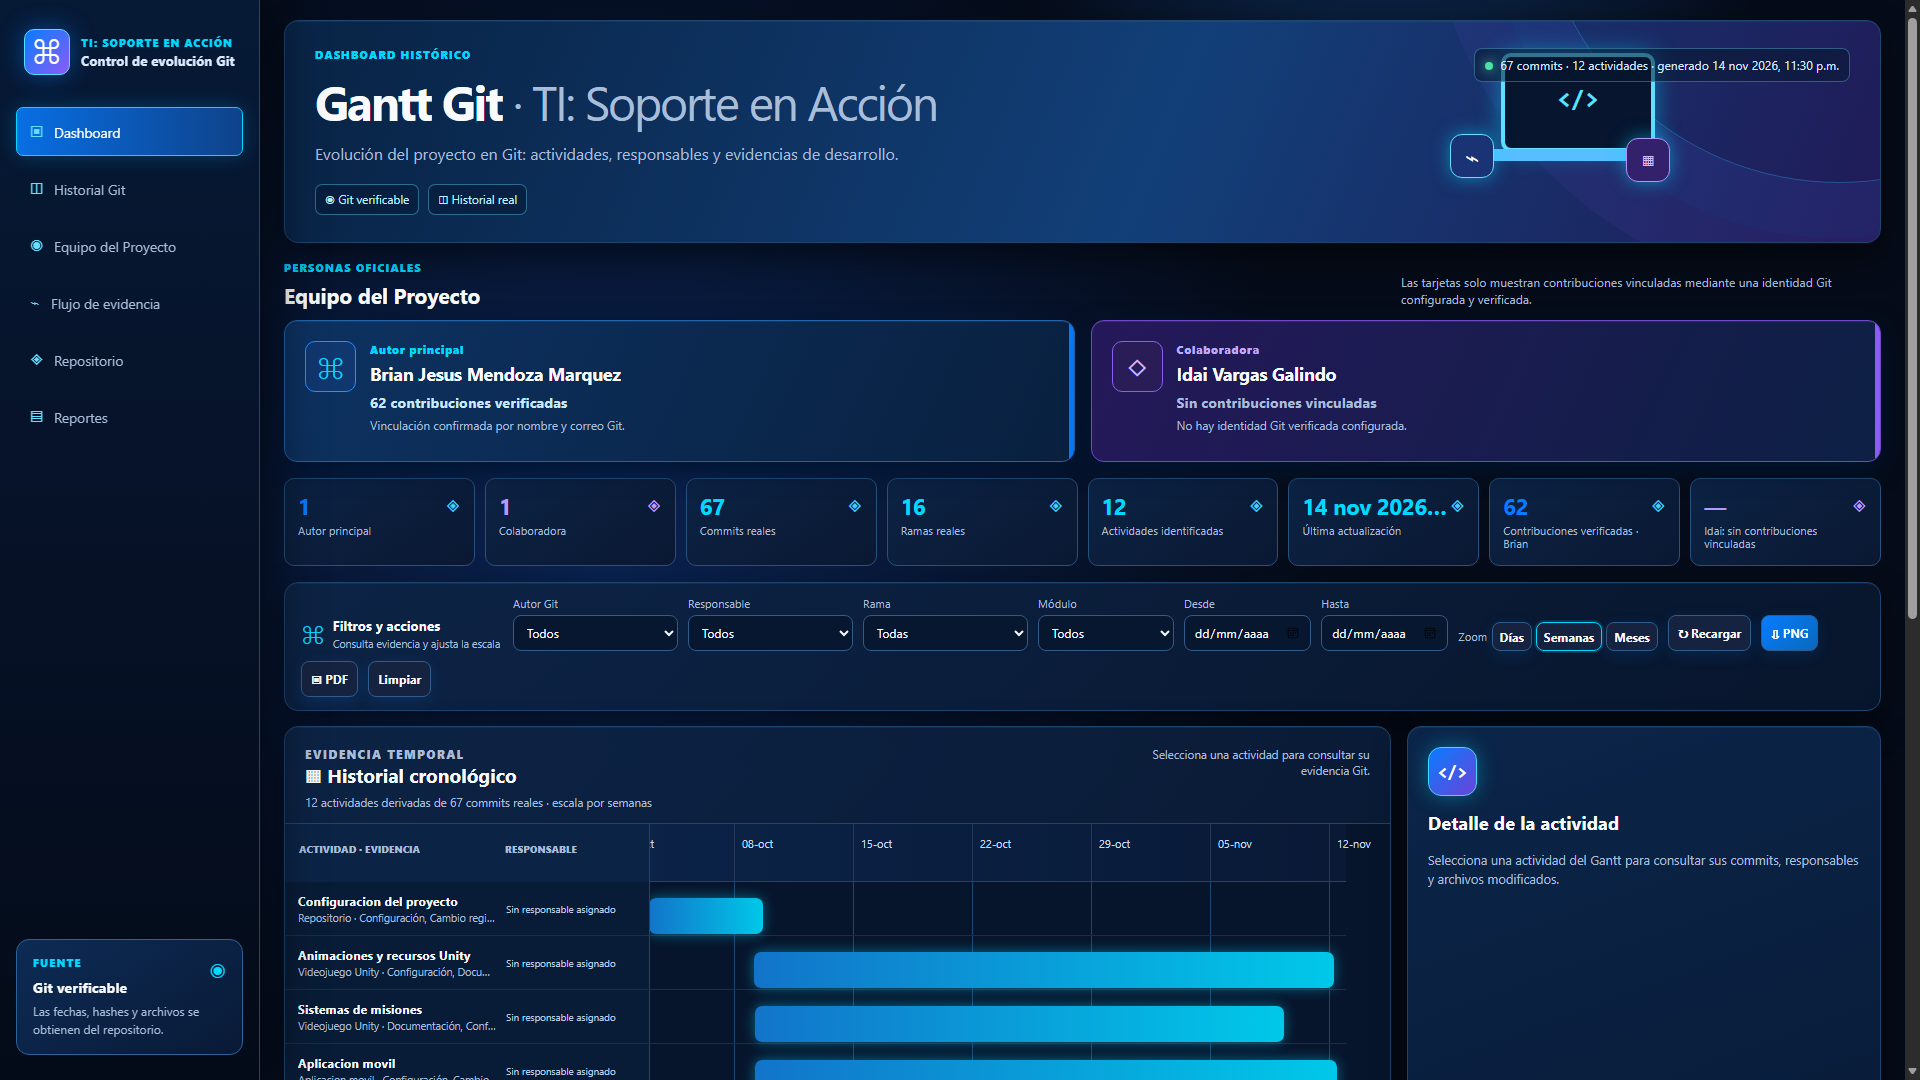 TI: SOPORTE EN ACCIÓN
Control de evolución Git
Dashboard
Historial Git
Equipo del Proyecto
Flujo de evidencia
Repositorio
Reportes
FUENTE
Git verificable
Las fechas, hashes y archivos se
obtienen del repositorio.
DASHBOARD HISTÓRICO
67 commits · 12 actividades · generado 14 nov 2026, 11:30 p.m.
</>
Gantt Git · TI: Soporte en Acción
Evolución del proyecto en Git: actividades, responsables y evidencias de desarrollo.
Git verificable
Historial real
PERSONAS OFICIALES
Equipo del Proyecto
Las tarjetas solo muestran contribuciones vinculadas mediante una identidad Git
configurada y verificada.
Autor principal
Brian Jesus Mendoza Marquez
62 contribuciones verificadas
Vinculación confirmada por nombre y correo Git.
Colaboradora
Idai Vargas Galindo
Sin contribuciones vinculadas
No hay identidad Git verificada configurada.
1
Autor principal
1
Colaboradora
67
Commits reales
16
Ramas reales
12
Actividades identificadas
14 nov 2026...
Última actualización
62
Contribuciones verificadas ·
Brian
—
Idai: sin contribuciones
vinculadas
Filtros y acciones
Consulta evidencia y ajusta la escala
Autor Git
Todos
Responsable
Todos
Rama
Todas
Módulo
Todos
Desde
dd/mm/aaaa
Hasta
dd/mm/aaaa
Zoom
Días
Semanas
Meses
↻ Recargar
⇩ PNG
PDF
Limpiar
EVIDENCIA TEMPORAL
Historial cronológico
12 actividades derivadas de 67 commits reales · escala por semanas
Selecciona una actividad para consultar su
evidencia Git.
ACTIVIDAD · EVIDENCIA
RESPONSABLE
t
08-oct
15-oct
22-oct
29-oct
05-nov
12-nov
Configuracion del proyecto
Repositorio · Configuración, Cambio regi...
Sin responsable asignado
Animaciones y recursos Unity
Videojuego Unity · Configuración, Docu...
Sin responsable asignado
Sistemas de misiones
Videojuego Unity · Documentación, Conf...
Sin responsable asignado
Aplicacion movil
Aplicacion movil · Configuración, Cambio...
Sin responsable asignado
</>
Detalle de la actividad
Selecciona una actividad del Gantt para consultar sus commits, responsables
y archivos modificados.